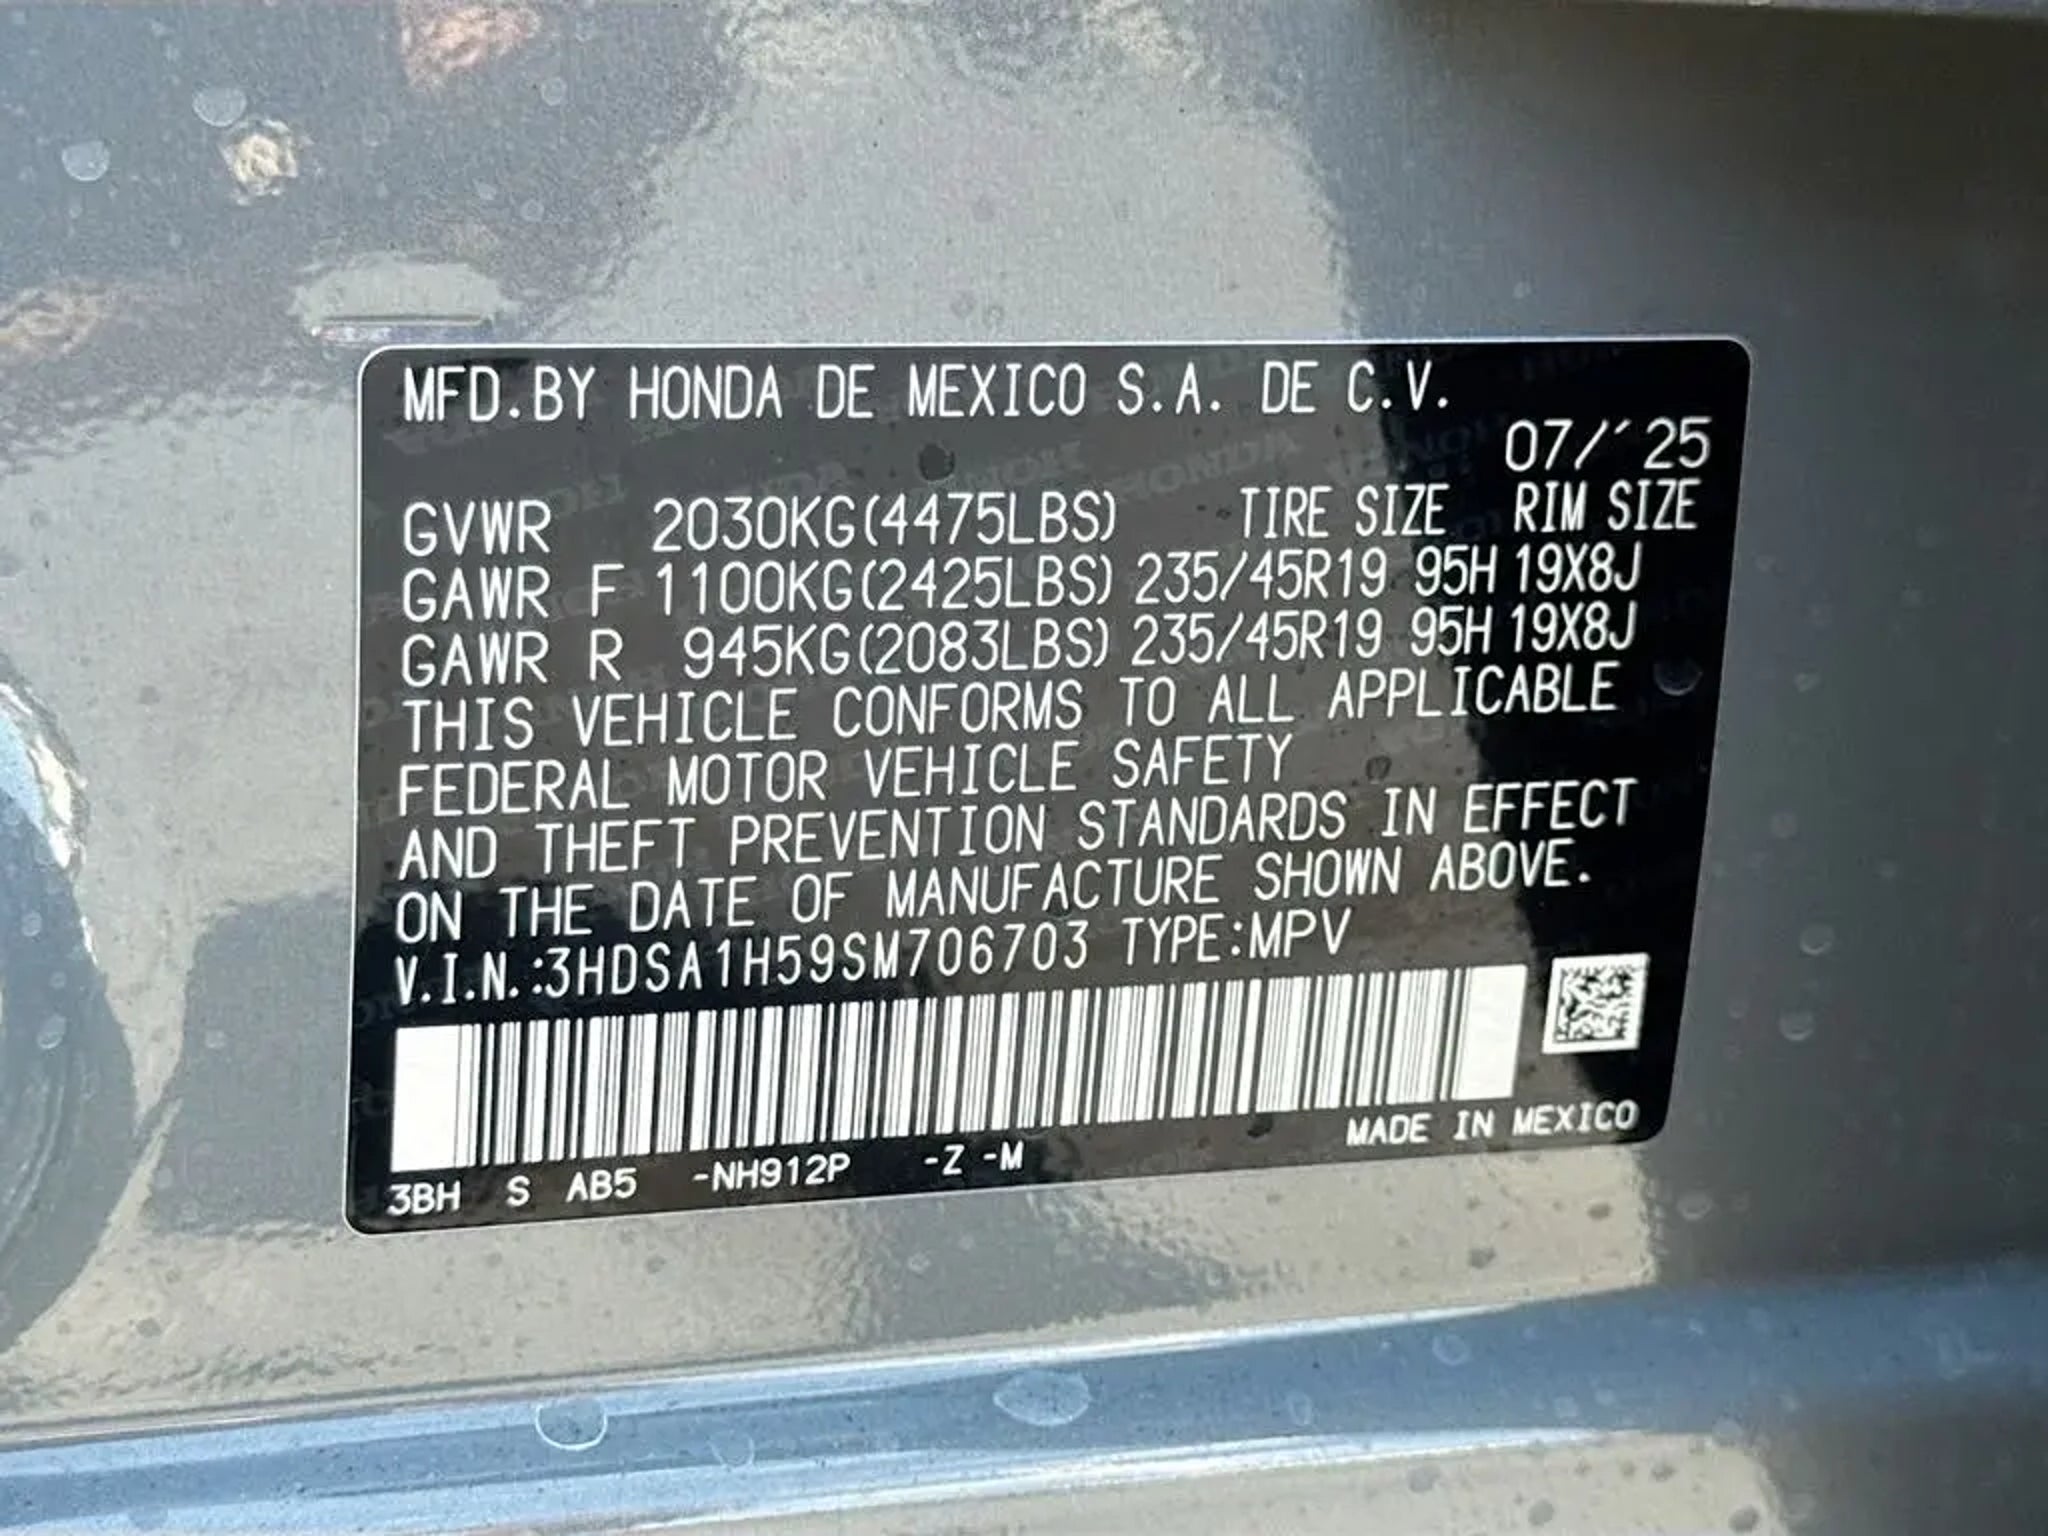 MFD.BY HONDA DE MEXICO S.A. DE C.V.
07/´25
GVWR 2030KG(4475LBS) TIRE SIZE RIM SIZE
GAWR F 1100KG(2425LBS) 235/45R19 95H 19X8J
GAWR R 945KG(2083LBS) 235/45R19 95H 19X8J
THIS VEHICLE CONFORMS TO ALL APPLICABLE
FEDERAL MOTOR VEHICLE SAFETY
AND THEFT PREVENTION STANDARDS IN EFFECT
ON THE DATE OF MANUFACTURE SHOWN ABOVE.
V.I.N.:3HDSA1H59SM706703 TYPE:MPV
MADE IN MEXICO
3BH S AB5 -NH912P -Z -M